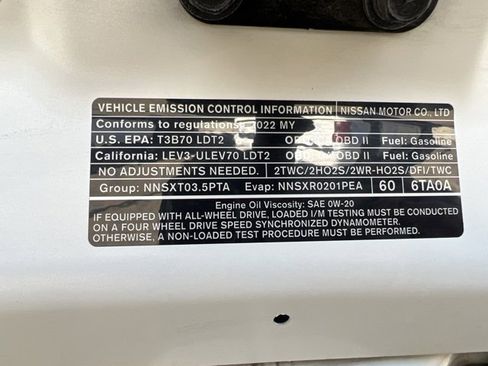 VEHICLE EMISSION CONTROL INFORMATION NISSAN MOTOR CO., LTD
Conforms to regulations 2022 MY
U.S. EPA: T3B70 LDT2 OBD II Fuel: Gasoline
California: LEV3-ULEV70 LDT2 OBD II Fuel: Gasoline
NO ADJUSTMENTS NEEDED. 2TWC/2HO2S/2WR-HO2S/DFI/TWC
Group: NNSXT03.5PTA Evap: NNSXR0201PEA 60 6TA0A
Engine Oil Viscosity: SAE 0W-20
IF EQUIPPED WITH ALL-WHEEL DRIVE, LOADED I/M TESTING MUST BE CONDUCTED
ON A FOUR WHEEL DRIVE SPEED SYNCHRONIZED DYNAMOMETER.
OTHERWISE, A NON-LOADED TEST PROCEDURE MUST BE PERFORMED.